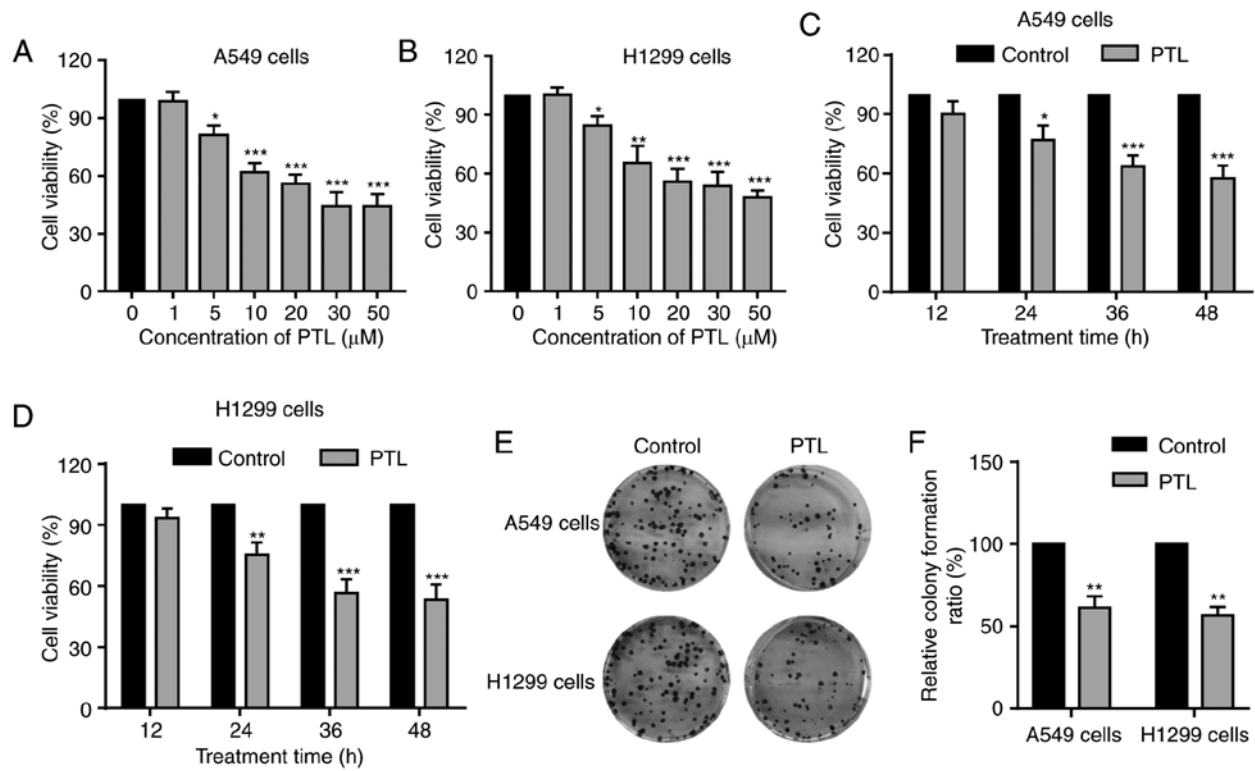 A
A549 cells
Cell viability (%)
120
90
60
30
0
*
***
***
***
***
0 1 5 10 20 30 50
Concentration of PTL (μM)
B
H1299 cells
Cell viability (%)
120
90
60
30
0
*
**
***
***
***
0 1 5 10 20 30 50
Concentration of PTL (μM)
C
A549 cells
Control PTL
Cell viability (%)
120
90
60
30
0
*
***
***
12 24 36 48
Treatment time (h)
D
H1299 cells
Control PTL
Cell viability (%)
120
90
60
30
0
**
***
***
12 24 36 48
Treatment time (h)
E
Control PTL
A549 cells
H1299 cells
F
Control
PTL
Relative colony formation
ratio (%)
150
100
50
0
**
**
A549 cells H1299 cells